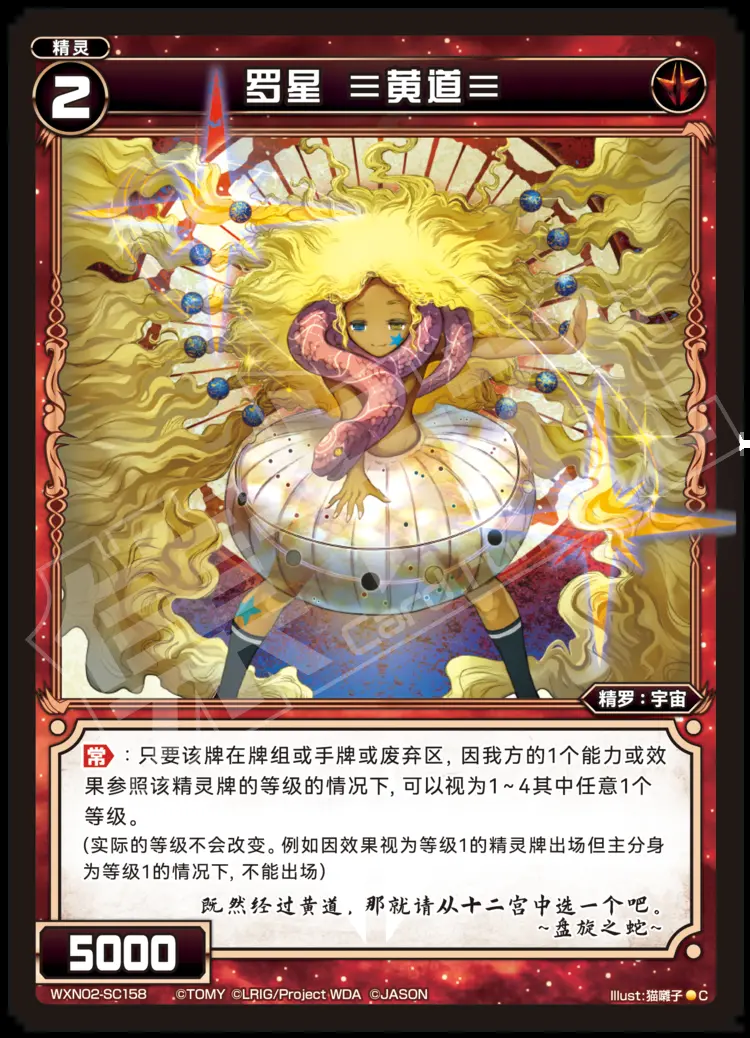 精灵
2
罗星 ≡黄道≡
精罗：宇宙
常：只要该牌在牌组或手牌或废弃区，因我方的1个能力或效
果参照该精灵牌的等级的情况下，可以视为1~4其中任意1个
等级。
(实际的等级不会改变。例如因效果视为等级1的精灵牌出场但主分身
为等级1的情况下，不能出场)
既然经过黄道，那就请从十二宫中选一个吧。
~盘旋之蛇~
5000
WXN02-SC158 ©TOMY ©LRIG/Project WDA ©JASON
Illust:猫囃子 C